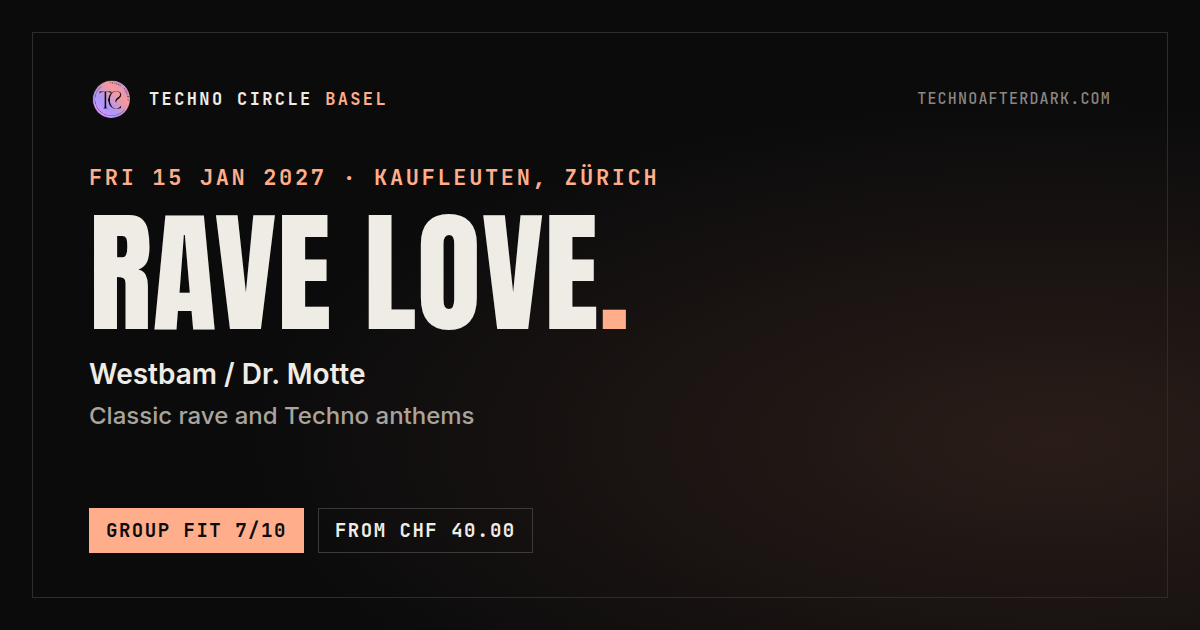 TC
TECHNO CIRCLE BASEL
TECHNOAFTERDARK.COM
FRI 15 JAN 2027 · KAUFLEUTEN, ZÜRICH
RAVE LOVE.
Westbam / Dr. Motte
Classic rave and Techno anthems
GROUP FIT 7/10
FROM CHF 40.00